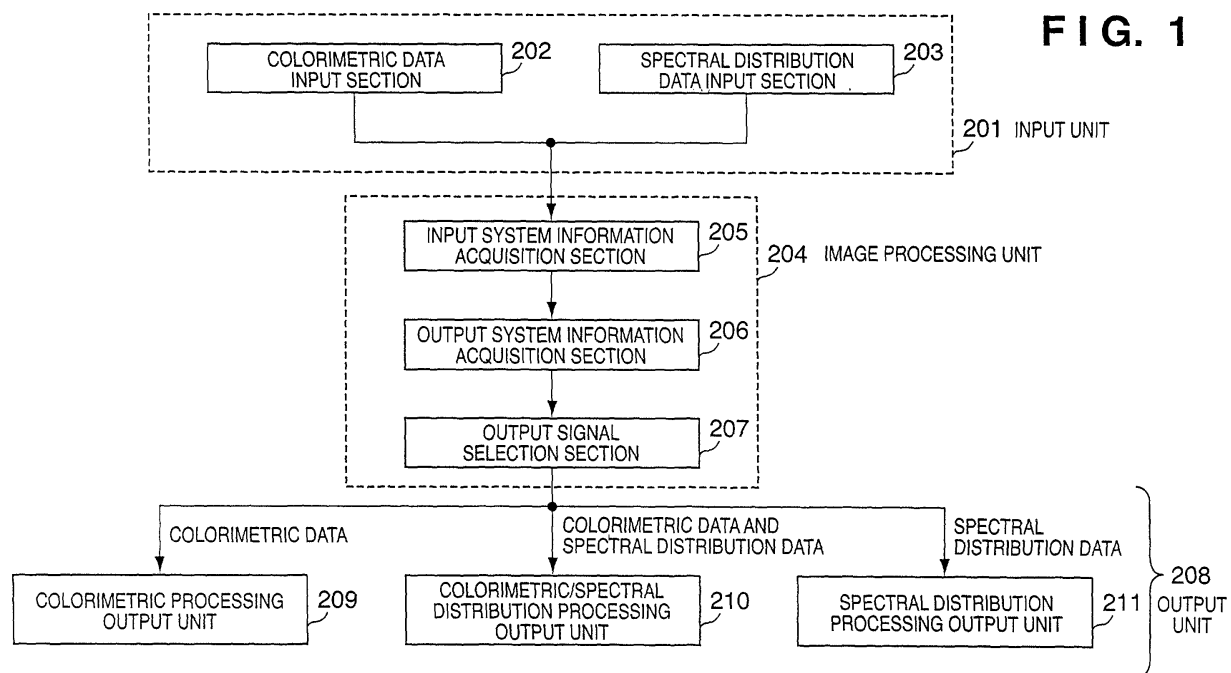 FIG. 1
COLORIMETRIC DATA
INPUT SECTION
202
SPECTRAL DISTRIBUTION
DATA INPUT SECTION
203
201 INPUT UNIT
INPUT SYSTEM INFORMATION
ACQUISITION SECTION
205
204 IMAGE PROCESSING UNIT
OUTPUT SYSTEM INFORMATION
ACQUISITION SECTION
206
OUTPUT SIGNAL
SELECTION SECTION
207
COLORIMETRIC DATA
COLORIMETRIC DATA AND
SPECTRAL DISTRIBUTION DATA
SPECTRAL
DISTRIBUTION DATA
COLORIMETRIC PROCESSING
OUTPUT UNIT
209
COLORIMETRIC/SPECTRAL
DISTRIBUTION PROCESSING
OUTPUT UNIT
210
SPECTRAL DISTRIBUTION
PROCESSING OUTPUT UNIT
211
208
OUTPUT
UNIT